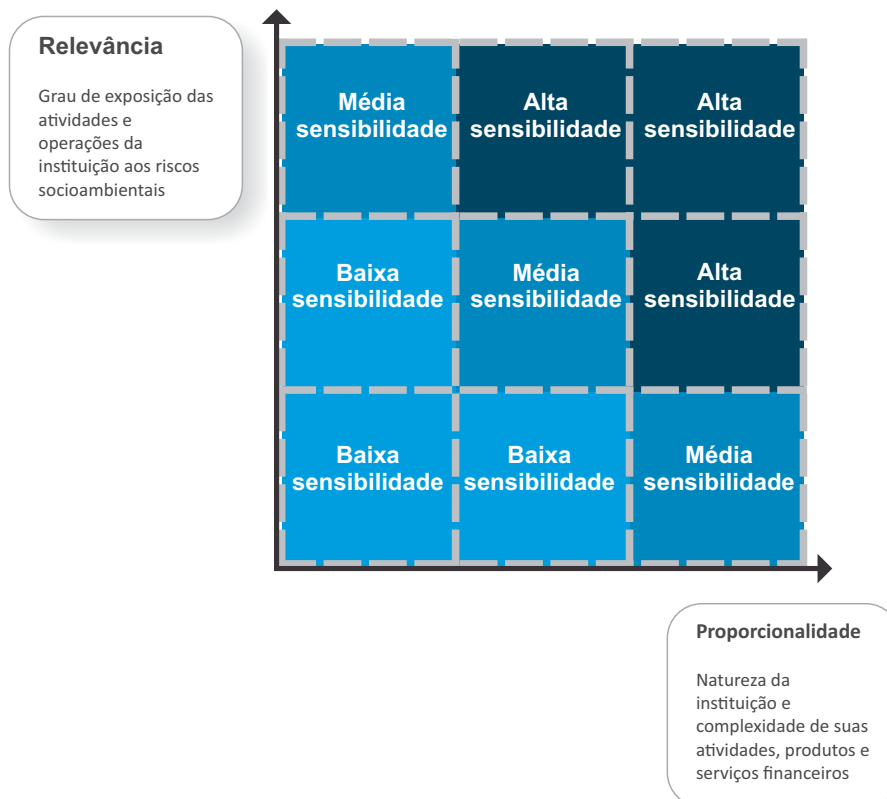 Relevância
Grau de exposição das
atividades e
operações da
instituição aos riscos
socioambientais
Média
sensibilidade
Alta
sensibilidade
Alta
sensibilidade
Baixa
sensibilidade
Média
sensibilidade
Alta
sensibilidade
Baixa
sensibilidade
Baixa
sensibilidade
Média
sensibilidade
Proporcionalidade
Natureza da
instituição e
complexidade de suas
atividades, produtos e
serviços financeiros